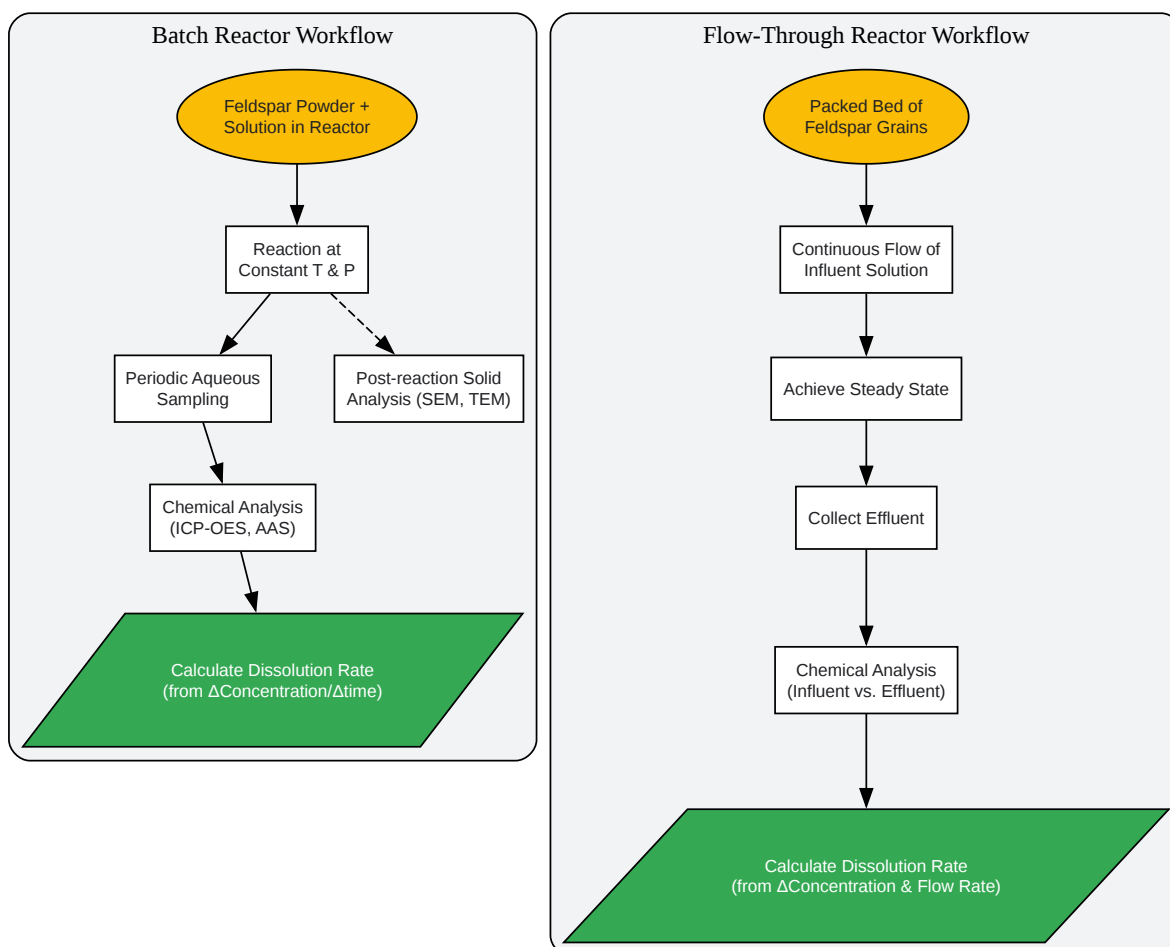 Batch Reactor Workflow
Feldspar Powder +
Solution in Reactor
Reaction at
Constant T & P
Periodic Aqueous
Sampling
Post-reaction Solid
Analysis (SEM, TEM)
Chemical Analysis
(ICP-OES, AAS)
Calculate Dissolution Rate
(from ΔConcentration/Δtime)
Flow-Through Reactor Workflow
Packed Bed of
Feldspar Grains
Continuous Flow of
Influent Solution
Achieve Steady State
Collect Effluent
Chemical Analysis
(Influent vs. Effluent)
Calculate Dissolution Rate
(from ΔConcentration & Flow Rate)